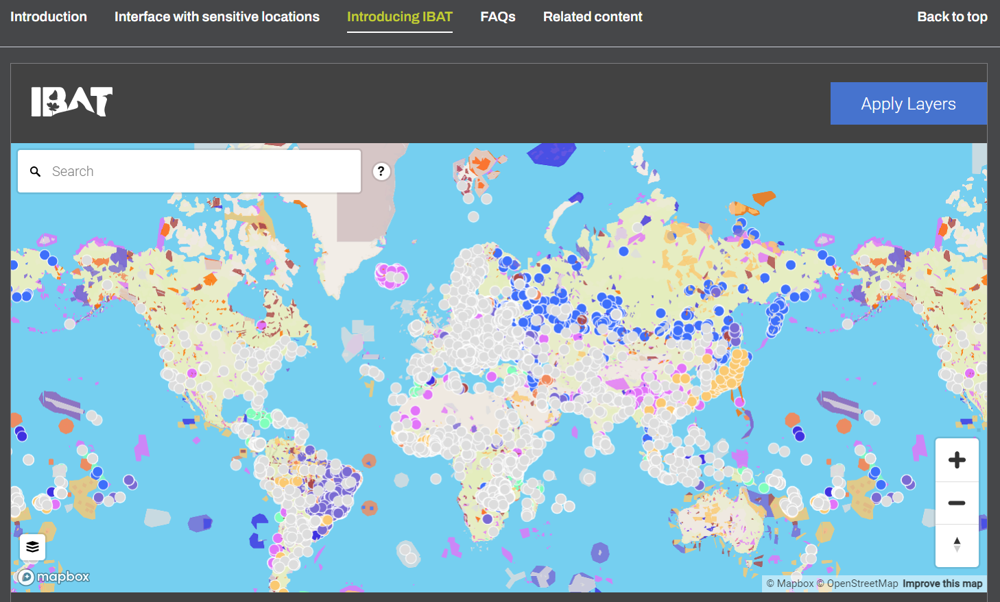 Introduction Interface with sensitive locations Introducing IBAT FAQs Related content Back to top
IBAT
Apply Layers
Search
?
mapbox
© Mapbox © OpenStreetMap Improve this map